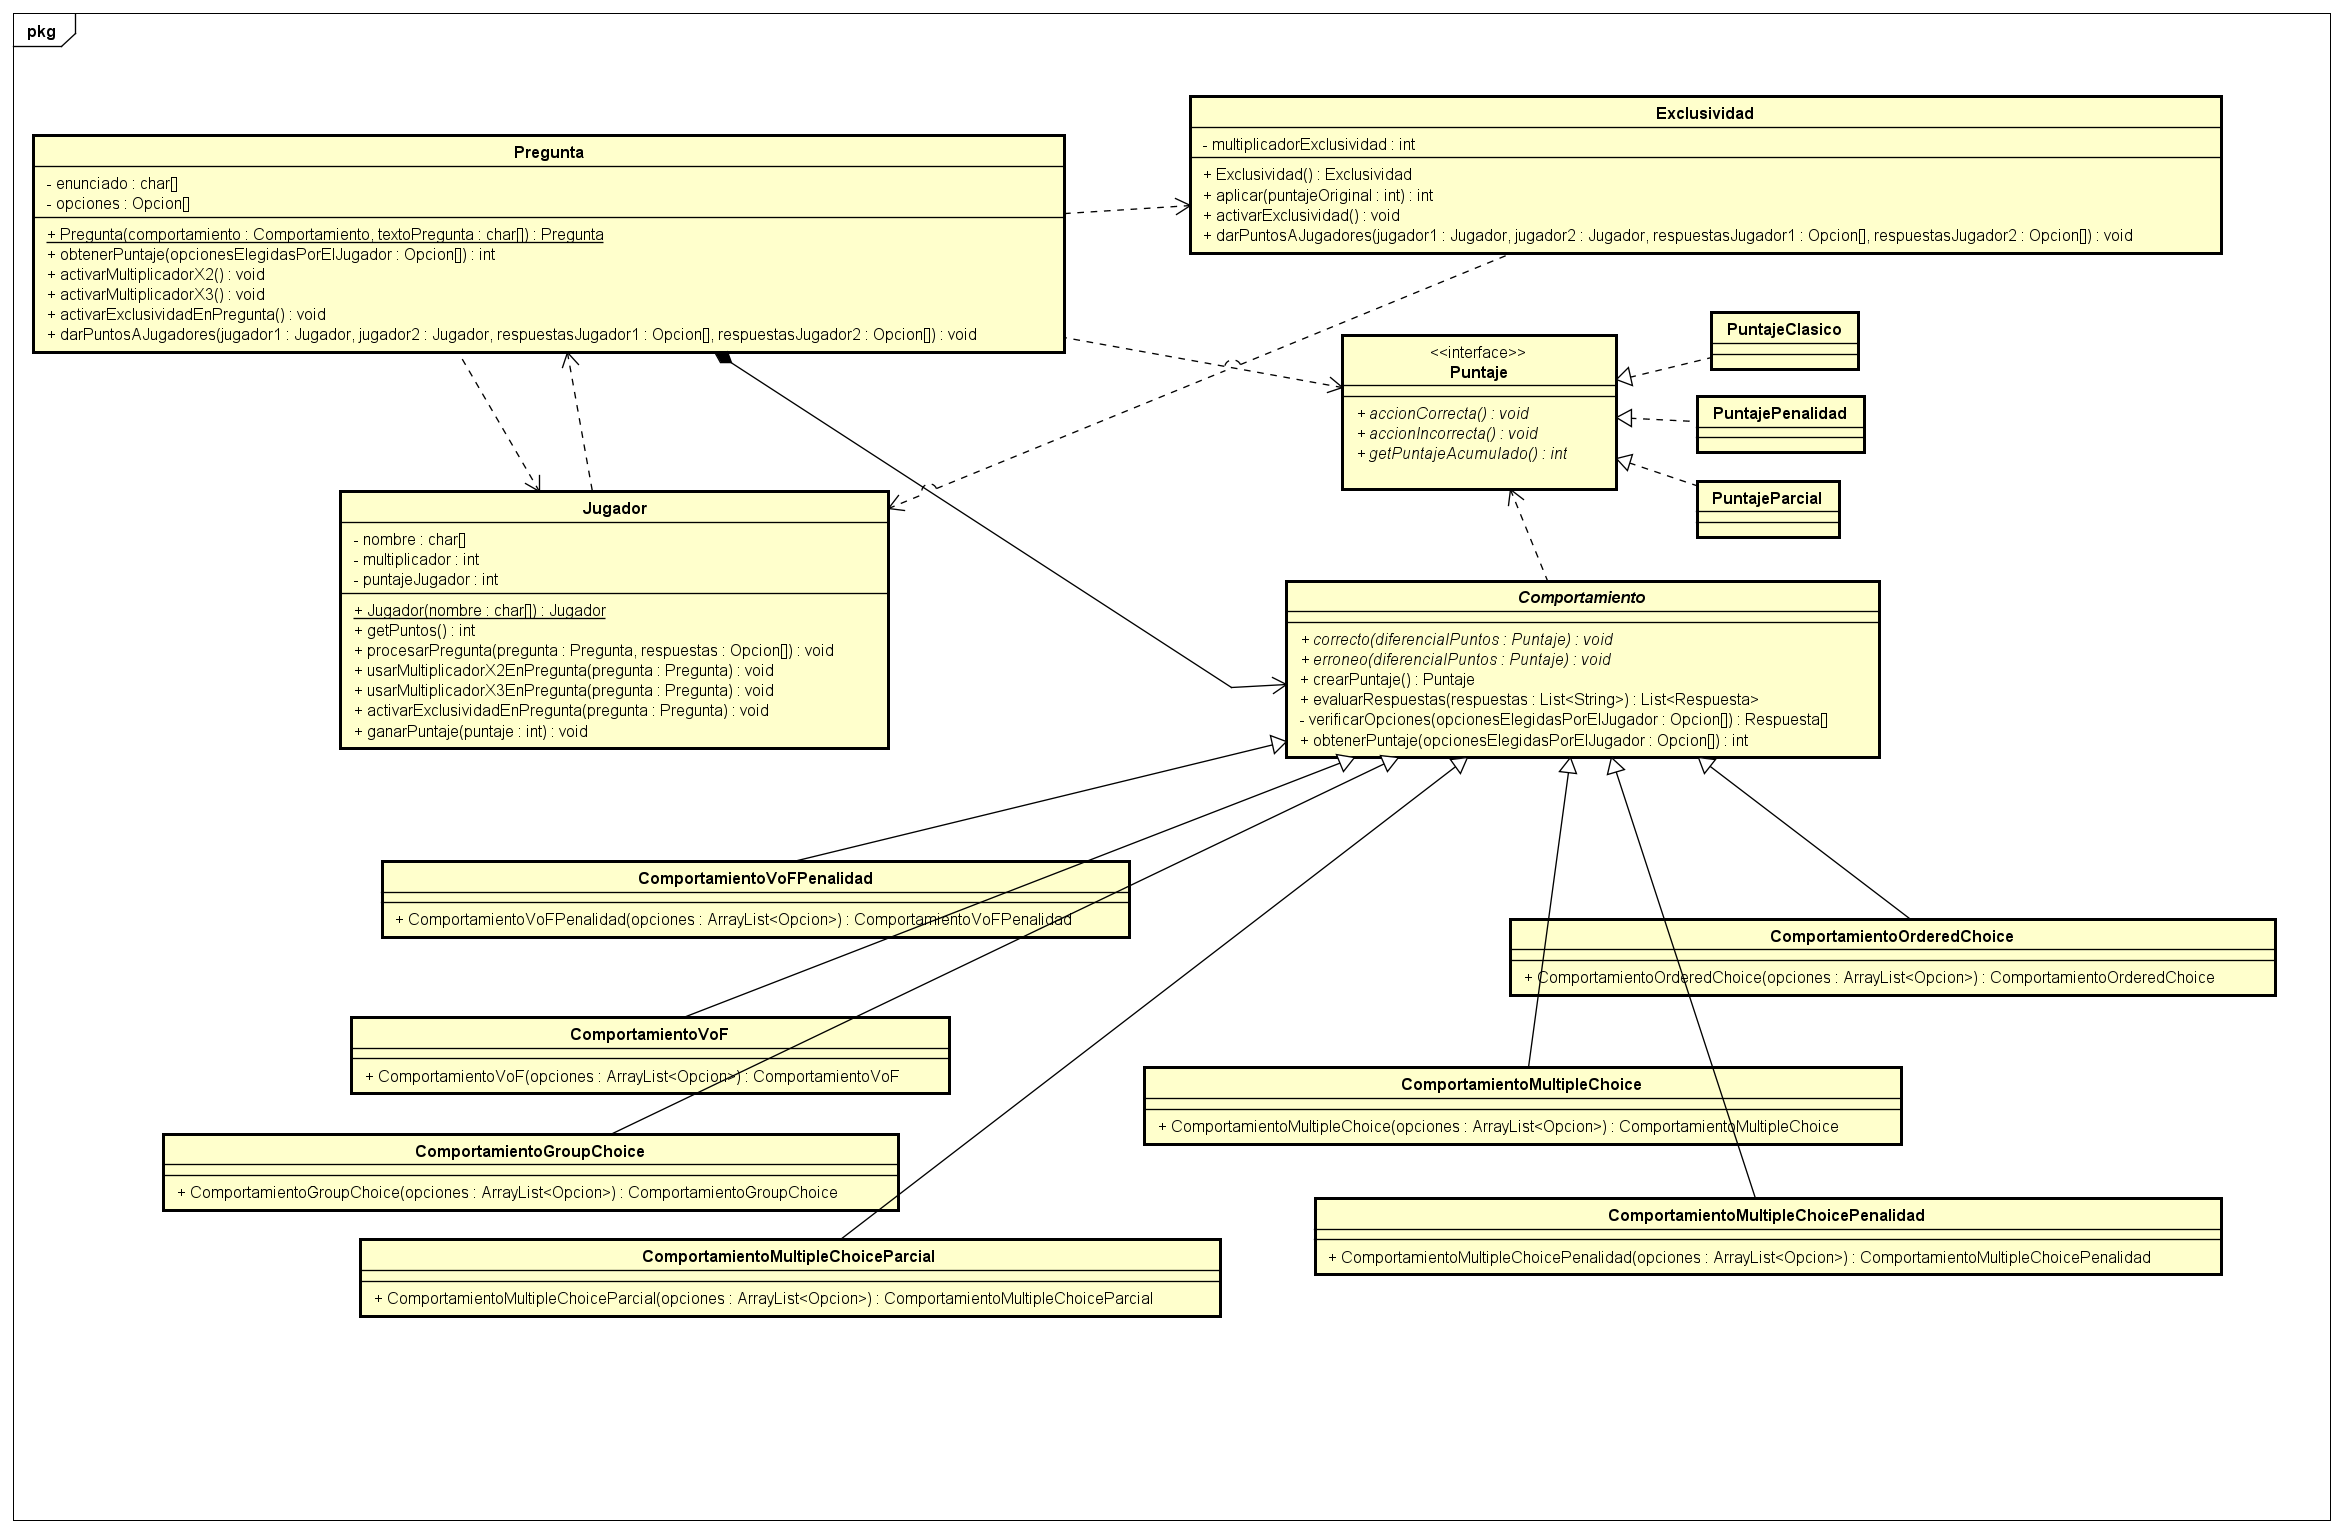 pkg
Pregunta
- enunciado : char[]
- opciones : Opcion[]
+ Pregunta(comportamiento : Comportamiento, textoPregunta : char[]) : Pregunta
+ obtenerPuntaje(opcionesElegidasPorElJugador : Opcion[]) : int
+ activarMultiplicadorX2() : void
+ activarMultiplicadorX3() : void
+ activarExclusividadEnPregunta() : void
+ darPuntosAJugadores(jugador1 : Jugador, jugador2 : Jugador, respuestasJugador1 : Opcion[], respuestasJugador2 : Opcion[]) : void
Exclusividad
- multiplicadorExclusividad : int
+ Exclusividad() : Exclusividad
+ aplicar(puntajeOriginal : int) : int
+ activarExclusividad() : void
+ darPuntosAJugadores(jugador1 : Jugador, jugador2 : Jugador, respuestasJugador1 : Opcion[], respuestasJugador2 : Opcion[]) : void
<<interface>>
Puntaje
+ accionCorrecta() : void
+ accionIncorrecta() : void
+ getPuntajeAcumulado() : int
PuntajeClasico
PuntajePenalidad
PuntajeParcial
Jugador
- nombre : char[]
- multiplicador : int
- puntajeJugador : int
+ Jugador(nombre : char[]) : Jugador
+ getPuntos() : int
+ procesarPregunta(pregunta : Pregunta, respuestas : Opcion[]) : void
+ usarMultiplicadorX2EnPregunta(pregunta : Pregunta) : void
+ usarMultiplicadorX3EnPregunta(pregunta : Pregunta) : void
+ activarExclusividadEnPregunta(pregunta : Pregunta) : void
+ ganarPuntaje(puntaje : int) : void
Comportamiento
+ correcto(diferencialPuntos : Puntaje) : void
+ erroneo(diferencialPuntos : Puntaje) : void
+ crearPuntaje() : Puntaje
+ evaluarRespuestas(respuestas : List<String>) : List<Respuesta>
- verificarOpciones(opcionesElegidasPorElJugador : Opcion[]) : Respuesta[]
+ obtenerPuntaje(opcionesElegidasPorElJugador : Opcion[]) : int
ComportamientoVoFPenalidad
+ ComportamientoVoFPenalidad(opciones : ArrayList<Opcion>) : ComportamientoVoFPenalidad
ComportamientoOrderedChoice
+ ComportamientoOrderedChoice(opciones : ArrayList<Opcion>) : ComportamientoOrderedChoice
ComportamientoVoF
+ ComportamientoVoF(opciones : ArrayList<Opcion>) : ComportamientoVoF
ComportamientoMultipleChoice
+ ComportamientoMultipleChoice(opciones : ArrayList<Opcion>) : ComportamientoMultipleChoice
ComportamientoGroupChoice
+ ComportamientoGroupChoice(opciones : ArrayList<Opcion>) : ComportamientoGroupChoice
ComportamientoMultipleChoicePenalidad
+ ComportamientoMultipleChoicePenalidad(opciones : ArrayList<Opcion>) : ComportamientoMultipleChoicePenalidad
ComportamientoMultipleChoiceParcial
+ ComportamientoMultipleChoiceParcial(opciones : ArrayList<Opcion>) : ComportamientoMultipleChoiceParcial